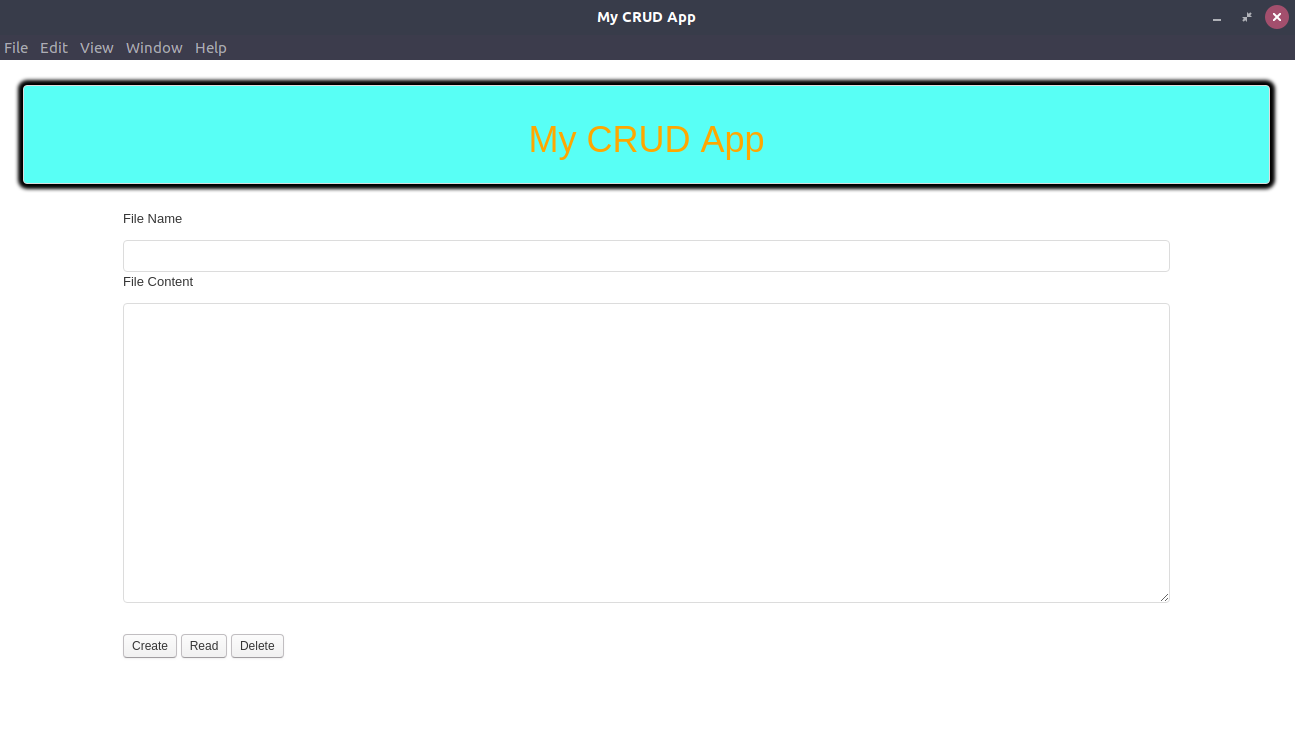 My CRUD App
File Edit View Window Help
My CRUD App
File Name
File Content
Create Read Delete